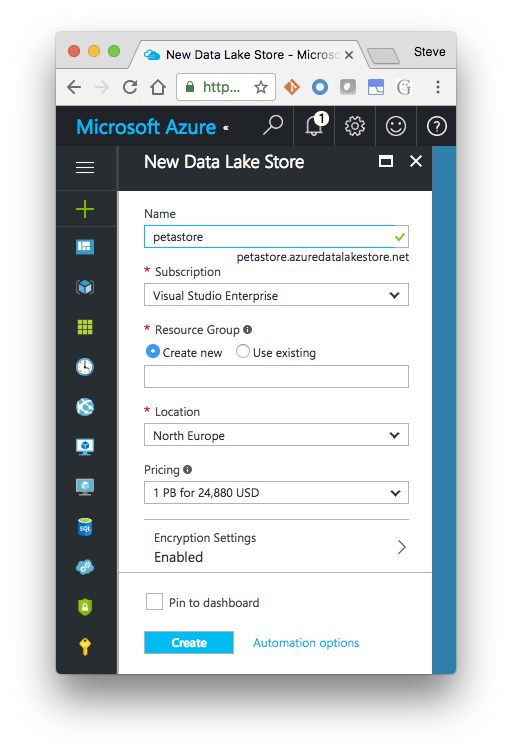 New Data Lake Store - Micros
Steve
http...
Microsoft Azure «
1
New Data Lake Store
Name
petastore
petastore.azuredatalakestore.net
* Subscription
Visual Studio Enterprise
* Resource Group
Create new Use existing
* Location
North Europe
Pricing
1 PB for 24,880 USD
Encryption Settings
Enabled
SQL
Pin to dashboard
Create Automation options